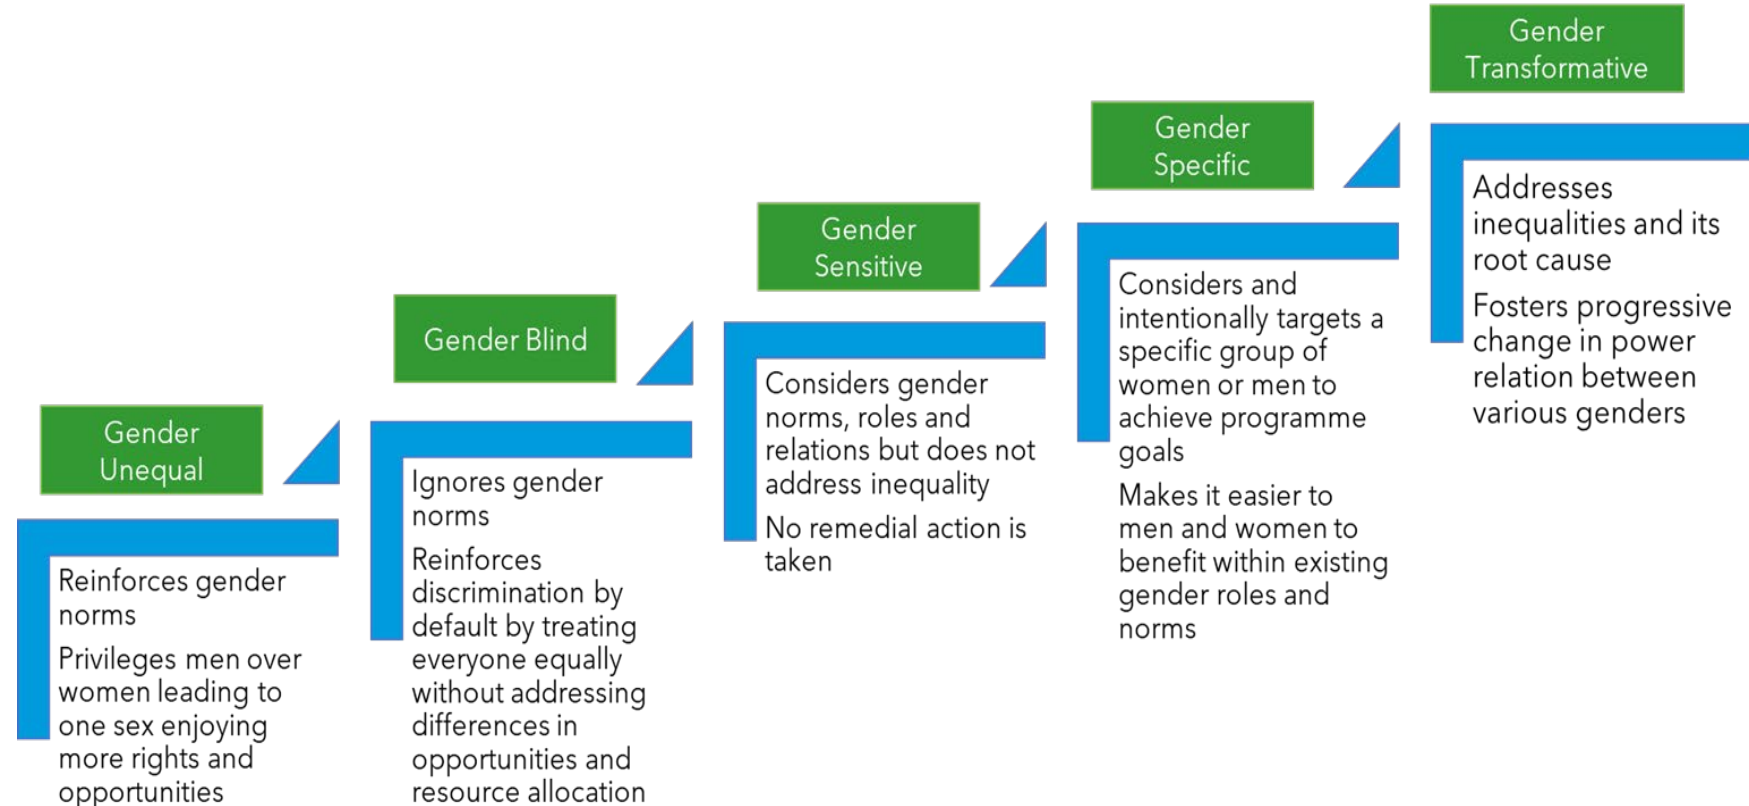 Gender
Unequal
Reinforces gender
norms
Privileges men over
women leading to
one sex enjoying
more rights and
opportunities
Gender Blind
Ignores gender
norms
Reinforces
discrimination by
default by treating
everyone equally
without addressing
differences in
opportunities and
resource allocation
Gender
Sensitive
Considers gender
norms, roles and
relations but does not
address inequality
No remedial action is
taken
Gender
Specific
Considers and
intentionally targets a
specific group of
women or men to
achieve programme
goals
Makes it easier to
men and women to
benefit within existing
gender roles and
norms
Gender
Transformative
Addresses
inequalities and its
root cause
Fosters progressive
change in power
relation between
various genders